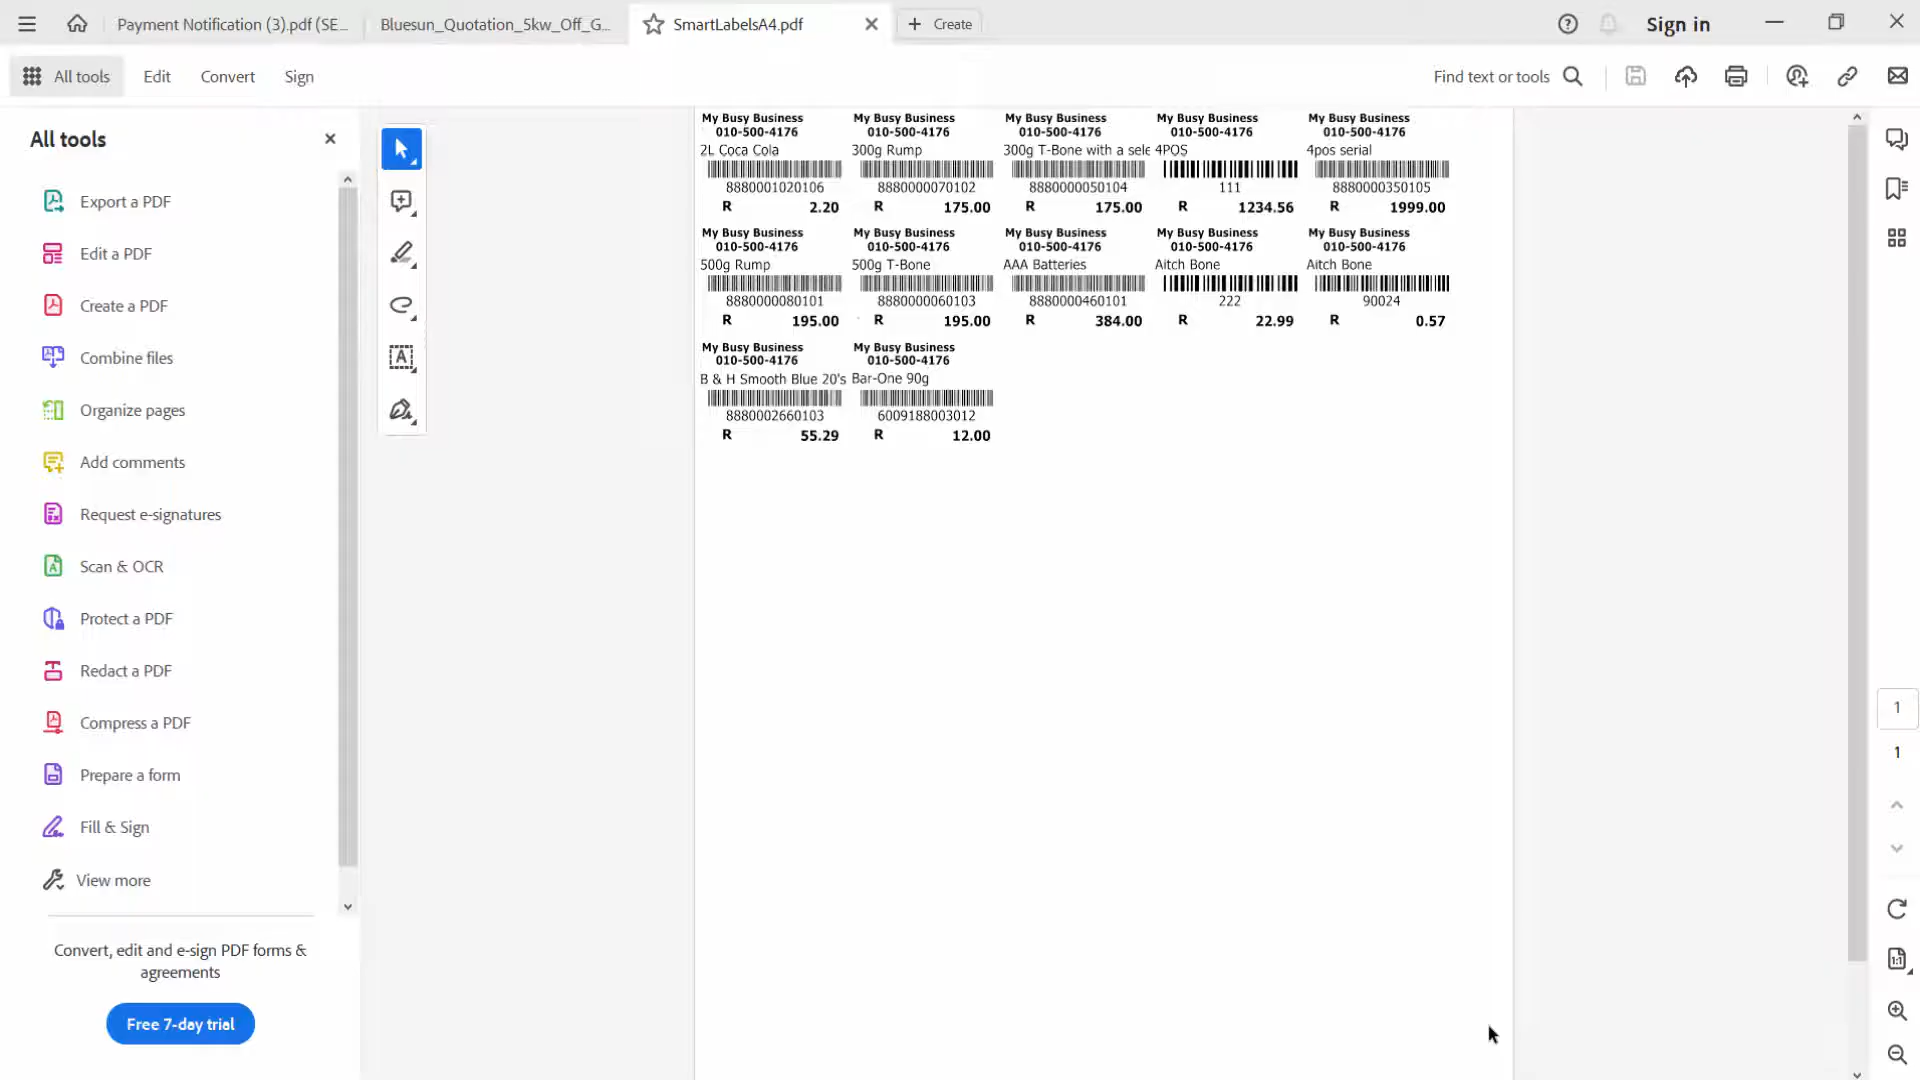 Payment Notification (3).pdf (SE...
Bluesun_Quotation_5kw_Off_G...
SmartLabelsA4.pdf
Create
Sign in
All tools
Edit
Convert
Sign
Find text or tools
All tools
Export a PDF
Edit a PDF
Create a PDF
Combine files
Organize pages
Add comments
Request e-signatures
Scan & OCR
Protect a PDF
Redact a PDF
Compress a PDF
Prepare a form
Fill & Sign
View more
Convert, edit and e-sign PDF forms &
agreements
Free 7-day trial
My Busy Business My Busy Business My Busy Business My Busy Business My Busy Business
010-500-4176 010-500-4176 010-500-4176 010-500-4176 010-500-4176
2L Coca Cola 300g Rump 300g T-Bone with a sele 4POS 4pos serial
8880001020106 8880000070102 8880000050104 111 8880000350105
R 2.20 R 175.00 R 175.00 R 1234.56 R 1999.00
My Busy Business My Busy Business My Busy Business My Busy Business My Busy Business
010-500-4176 010-500-4176 010-500-4176 010-500-4176 010-500-4176
500g Rump 500g T-Bone AAA Batteries Aitch Bone Aitch Bone
8880000080101 8880000060103 8880000460101 222 90024
R 195.00 R 195.00 R 384.00 R 22.99 R 0.57
My Busy Business My Busy Business
010-500-4176 010-500-4176
B & H Smooth Blue 20's Bar-One 90g
8880002660103 6009188003012
R 55.29 R 12.00
1
1